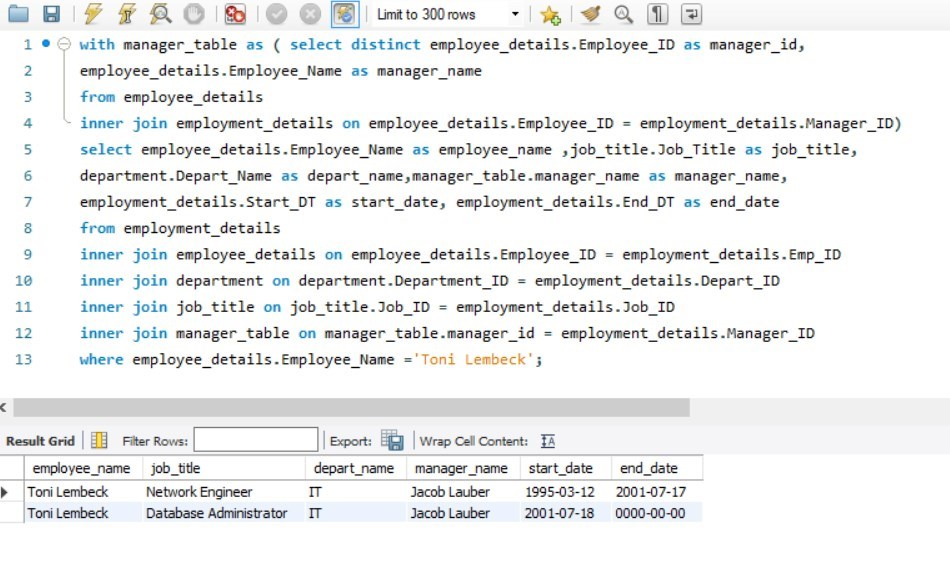 Limit to 300 rows
1 with manager_table as ( select distinct employee_details.Employee_ID as manager_id,
2 employee_details.Employee_Name as manager_name
3 from employee_details
4 inner join employment_details on employee_details.Employee_ID = employment_details.Manager_ID)
5 select employee_details.Employee_Name as employee_name ,job_title.Job_Title as job_title,
6 department.Depart_Name as depart_name,manager_table.manager_name as manager_name,
7 employment_details.Start_DT as start_date, employment_details.End_DT as end_date
8 from employment_details
9 inner join employee_details on employee_details.Employee_ID = employment_details.Emp_ID
10 inner join department on department.Department_ID = employment_details.Depart_ID
11 inner join job_title on job_title.Job_ID = employment_details.Job_ID
12 inner join manager_table on manager_table.manager_id = employment_details.Manager_ID
13 where employee_details.Employee_Name ='Toni Lembeck';
Result Grid Filter Rows: Export: Wrap Cell Content:
employee_name job_title depart_name manager_name start_date end_date
Toni Lembeck Network Engineer IT Jacob Lauber 1995-03-12 2001-07-17
Toni Lembeck Database Administrator IT Jacob Lauber 2001-07-18 0000-00-00